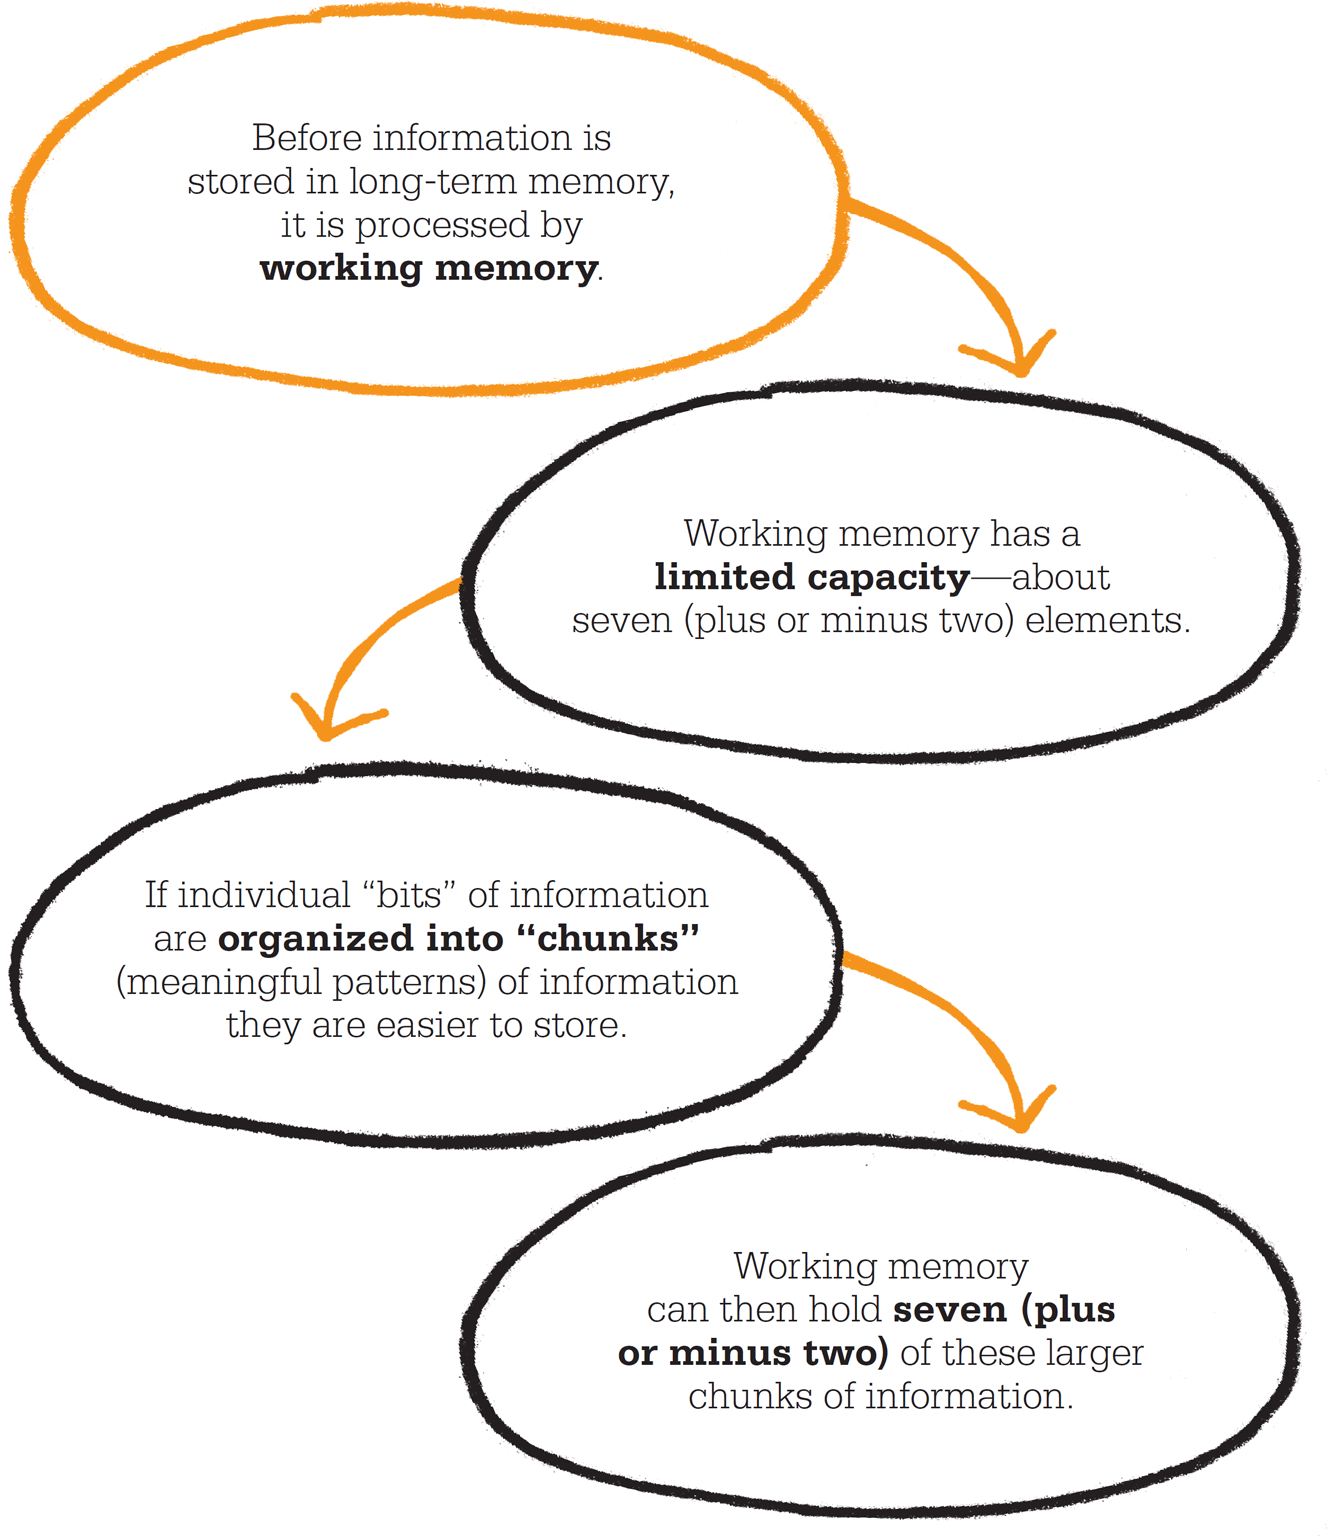 Before information is
stored in long-term memory,
it is processed by
working memory.
Working memory has a
limited capacity—about
seven (plus or minus two) elements.
If individual “bits” of information
are organized into “chunks”
(meaningful patterns) of information
they are easier to store.
Working memory
can then hold seven (plus
or minus two) of these larger
chunks of information.